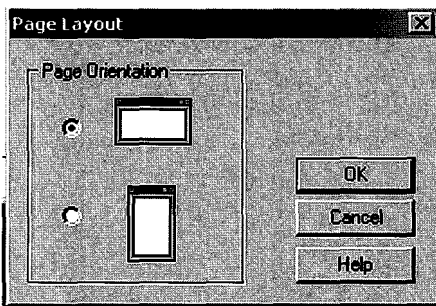 Page Layout
Page Orientation
OK
Cancel
Help